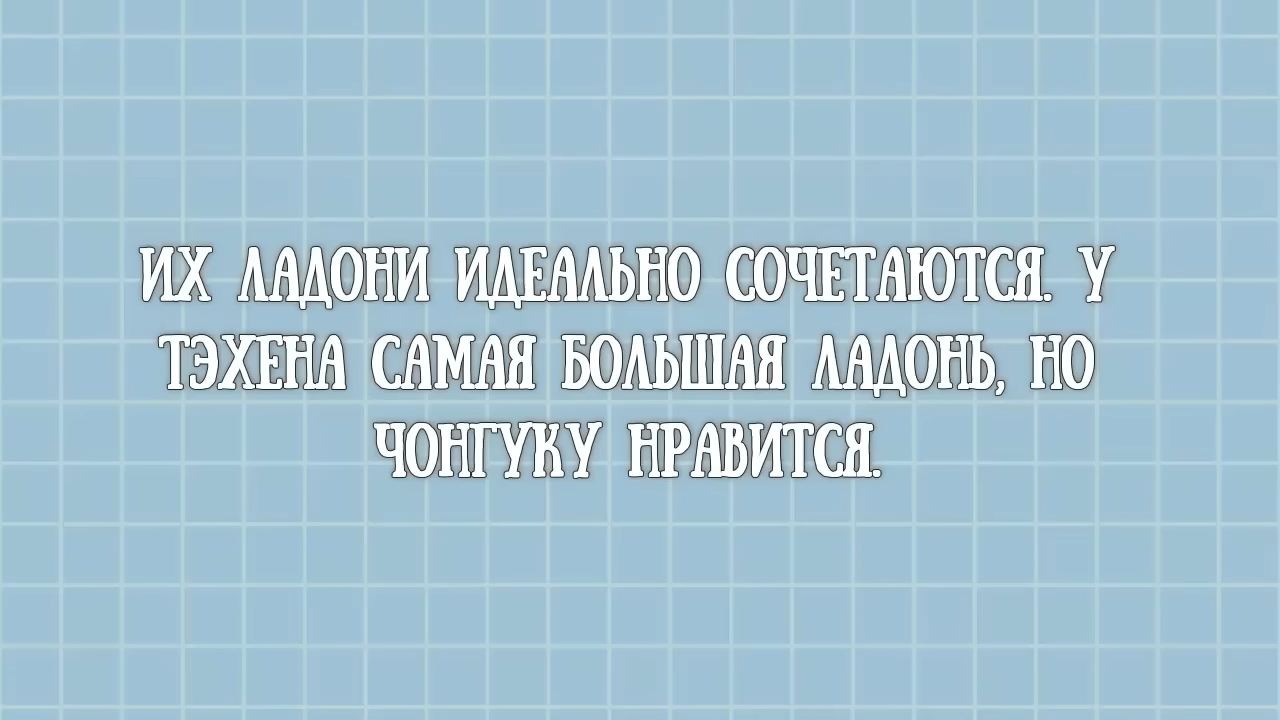 ИХ ЛАДОНИ ИДЕАЛЬНО СОЧЕТАЮТСЯ. У
ТЭХЕНА САМАЯ БОЛЬШАЯ ЛАДОНЬ, НО
ЧОНГУКУ НРАВИТСЯ.